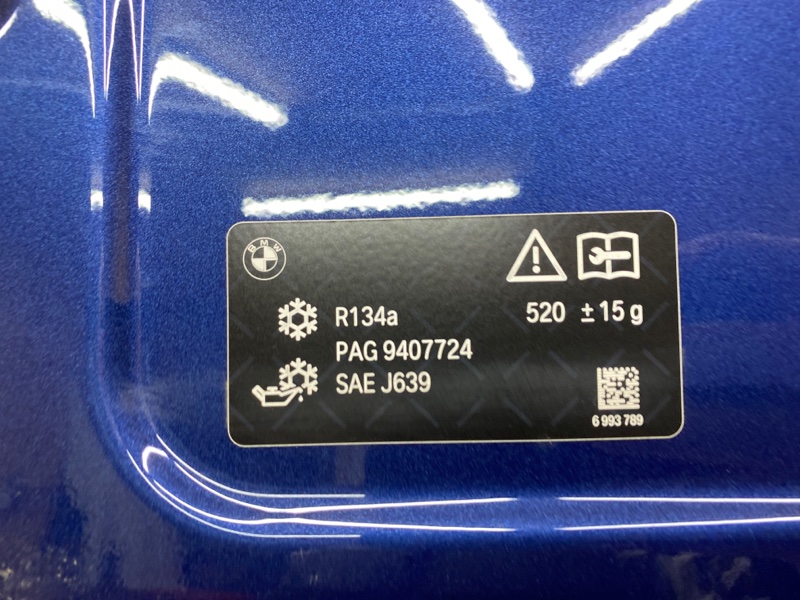 BMW
R134a 520 ±15 g
PAG 9407724
SAE J639
6 993 789